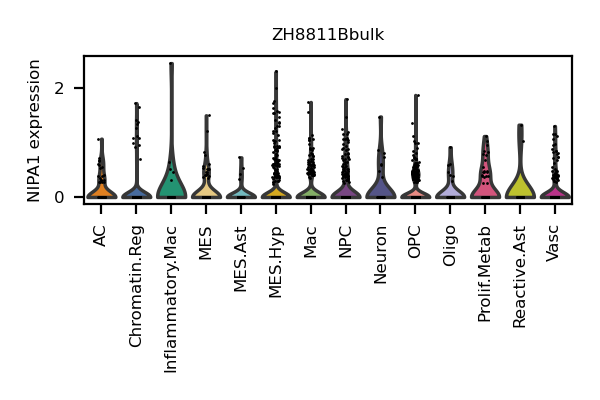 ZH8811Bbulk
NIPA1 expression
2
0
AC
Chromatin.Reg
Inflammatory.Mac
MES
MES.Ast
MES.Hyp
Mac
NPC
Neuron
OPC
Oligo
Prolif.Metab
Reactive.Ast
Vasc